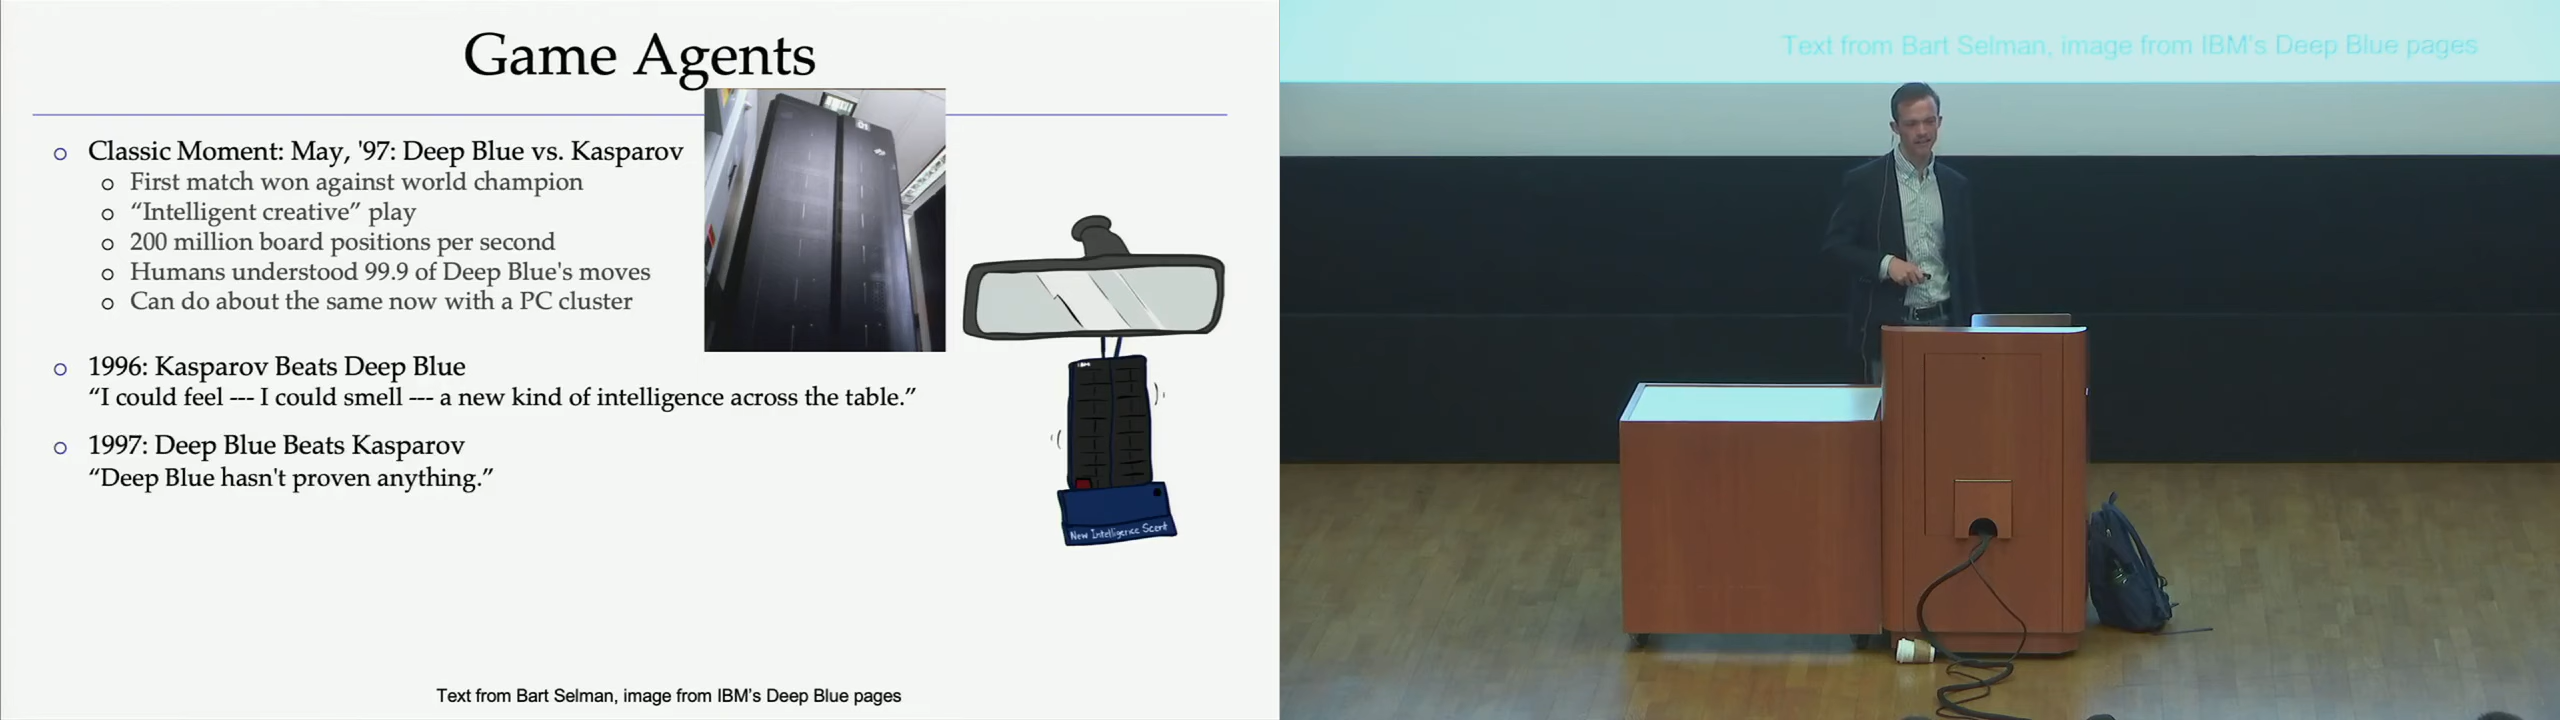 Game Agents
Classic Moment: May, '97: Deep Blue vs. Kasparov
First match won against world champion
“Intelligent creative” play
200 million board positions per second
Humans understood 99.9 of Deep Blue's moves
Can do about the same now with a PC cluster
1996: Kasparov Beats Deep Blue
“I could feel --- I could smell --- a new kind of intelligence across the table.”
1997: Deep Blue Beats Kasparov
“Deep Blue hasn't proven anything.”
New Intelligence Scent
Text from Bart Selman, image from IBM's Deep Blue pages
Text from Bart Selman, image from IBM's Deep Blue pages